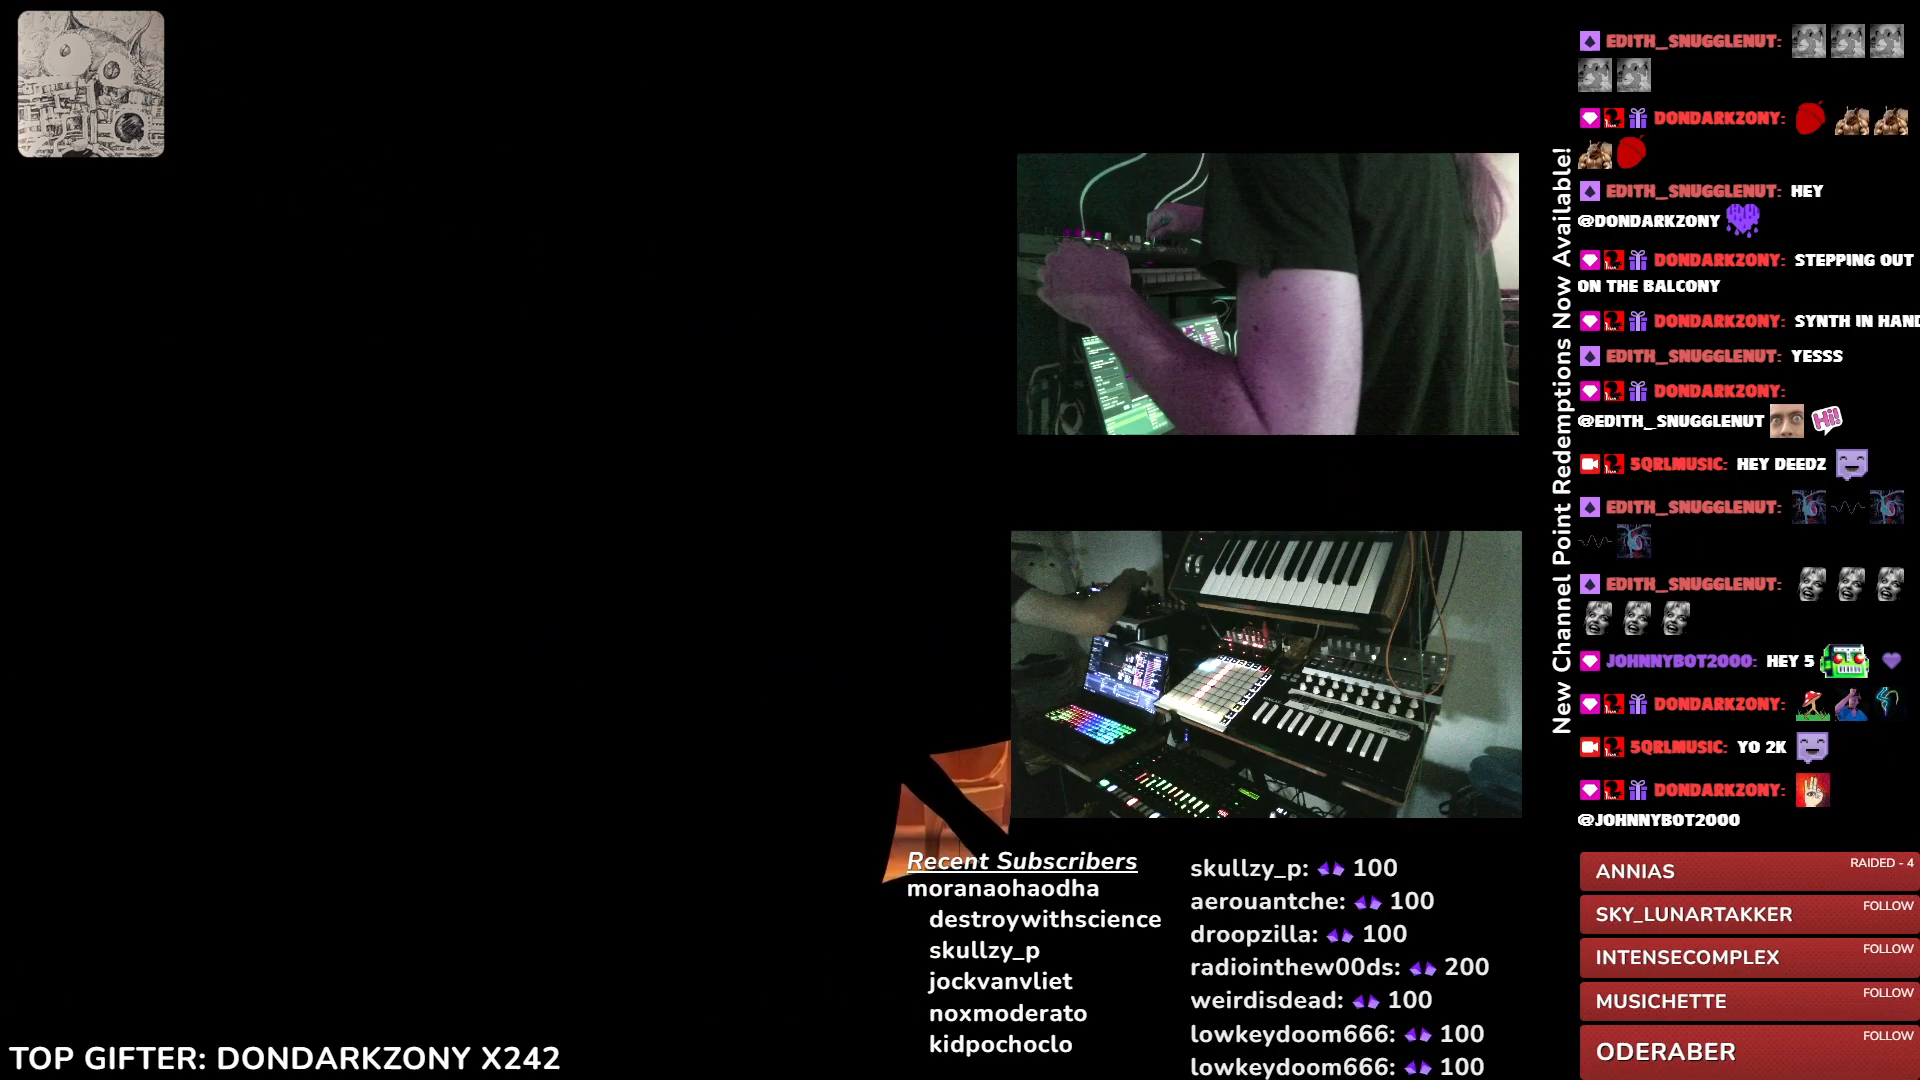 EDITH_SNUGGLENUT:
DONDARKZONY:
EDITH_SNUGGLENUT: HEY
@DONDARKZONY
DONDARKZONY: STEPPING OUT
ON THE BALCONY
DONDARKZONY: SYNTH IN HAND
EDITH_SNUGGLENUT: YESSS
DONDARKZONY:
@EDITH_SNUGGLENUT Hi!
5QRLMUSIC: HEY DEEDZ
EDITH_SNUGGLENUT:
EDITH_SNUGGLENUT:
JOHNNYBOT2000: HEY 5
DONDARKZONY:
5QRLMUSIC: YO 2K
DONDARKZONY:
@JOHNNYBOT2000
New Channel Point Redemptions Now Available!
Recent Subscribers
moranaohaodha
destroywithscience
skullzy_p
jockvanvliet
noxmoderato
kidpochoclo
skullzy_p: 100
aerouantche: 100
droopzilla: 100
radiointhew00ds: 200
weirdisdead: 100
lowkeydoom666: 100
lowkeydoom666: 100
ANNIAS RAIDED - 4
SKY_LUNARTAKKER FOLLOW
INTENSECOMPLEX FOLLOW
MUSICHETTE FOLLOW
ODERABER FOLLOW
TOP GIFTER: DONDARKZONY X242